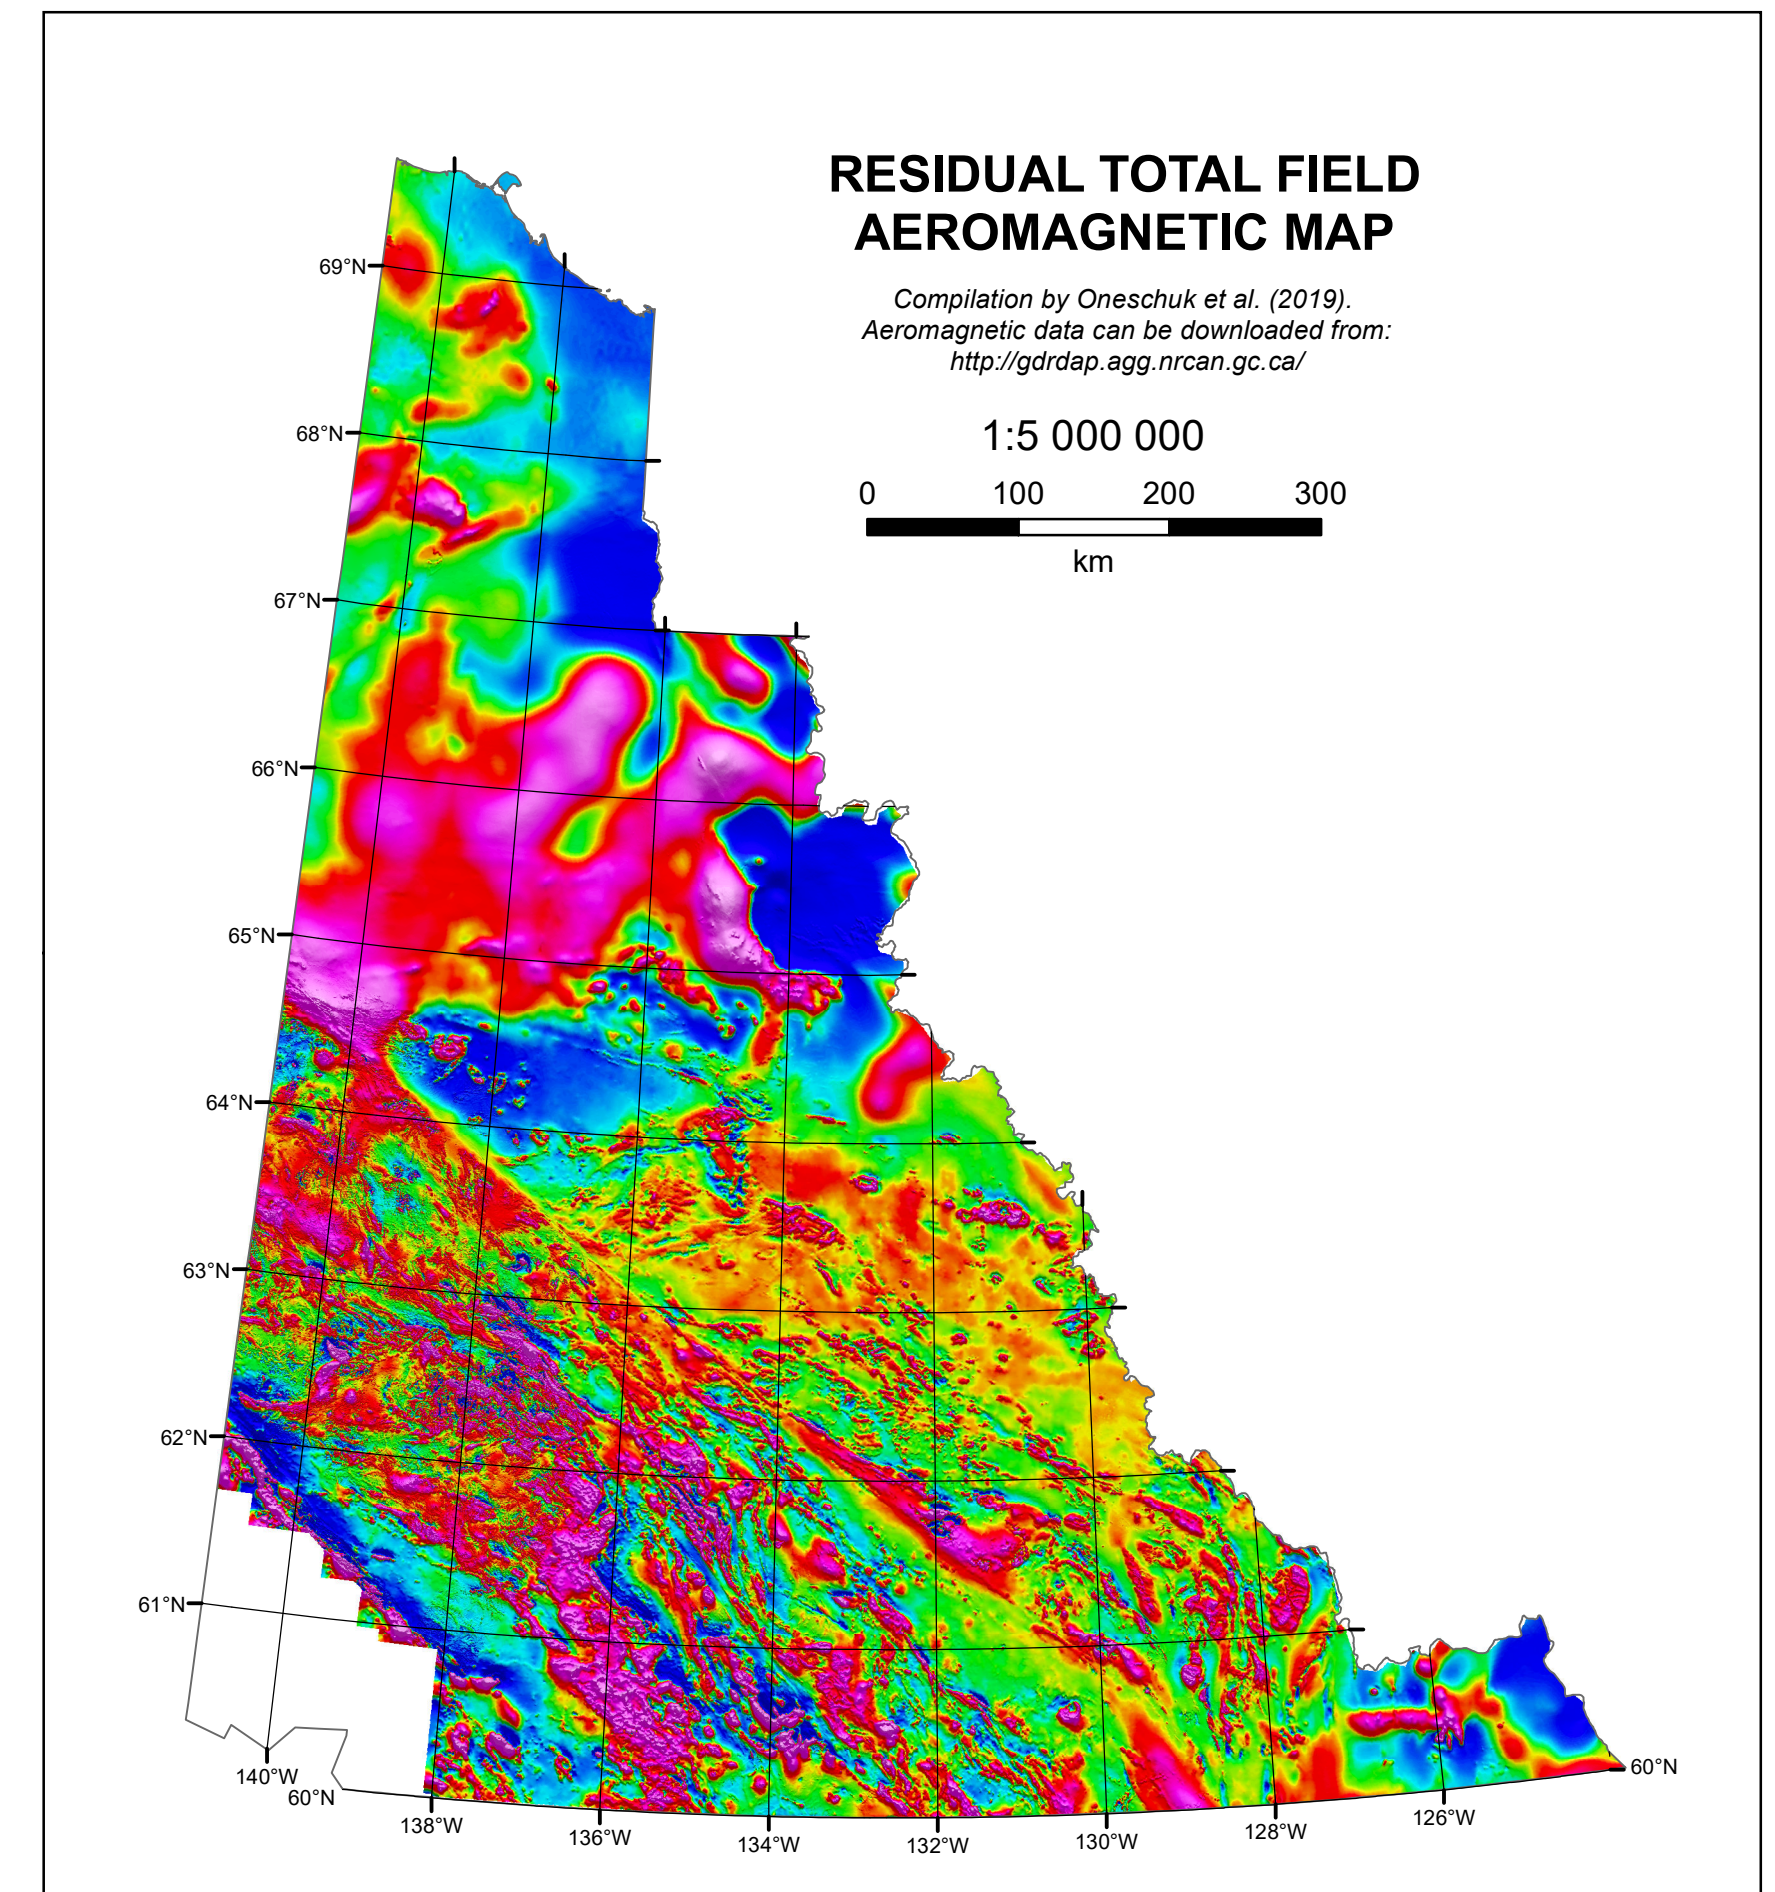 RESIDUAL TOTAL FIELD
AEROMAGNETIC MAP
Compilation by Oneschuk et al. (2019).
Aeromagnetic data can be downloaded from:
http://gdrdap.agg.nrcan.gc.ca/
1:5 000 000
0 100 200 300
km
69°N
68°N
67°N
66°N
65°N
64°N
63°N
62°N
61°N
60°N
140°W
60°N
138°W
136°W
134°W
132°W
130°W
128°W
126°W